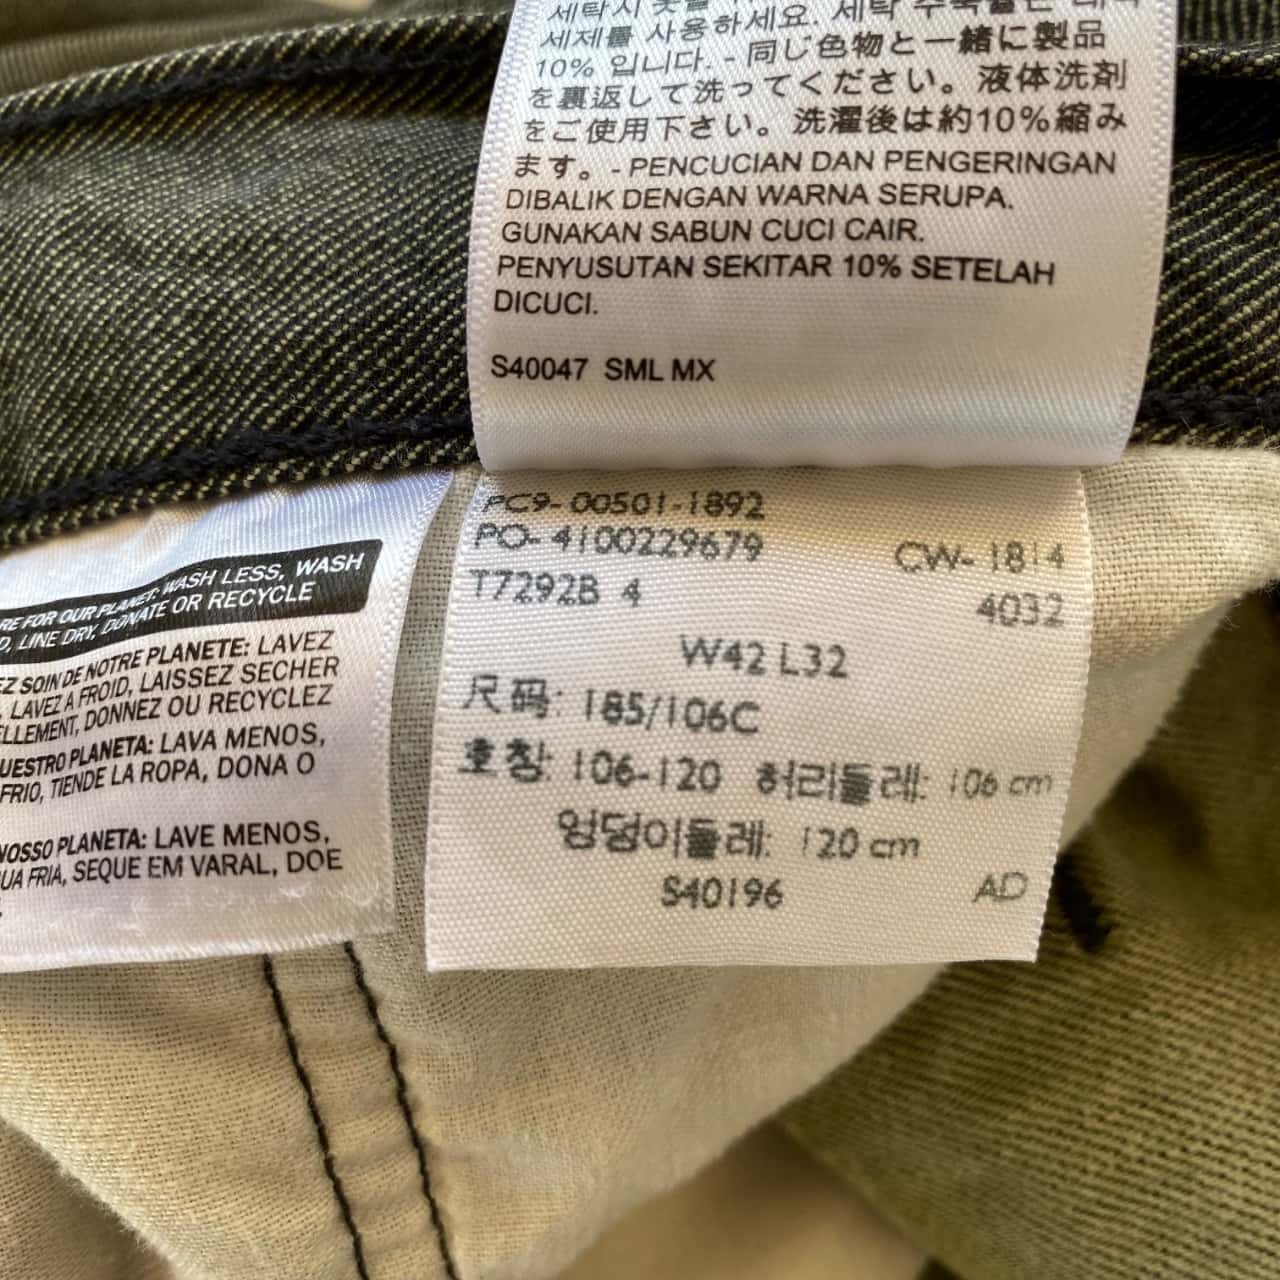 세제를 사용하세요. 세탁
10% 입니다. - 同じ色物と一緒に製品
を裏返して洗ってください。液体洗剤
をご使用下さい。洗濯後は約10%縮み
ます。- PENCUCIAN DAN PENGERINGAN
DIBALIK DENGAN WARNA SERUPA.
GUNAKAN SABUN CUCI CAIR.
PENYUSUTAN SEKITAR 10% SETELAH
DICUCI.
S40047 SML MX
RE FOR OUR PLANET: WASH LESS, WASH
D, LINE DRY, DONATE OR RECYCLE
EZ SOIN DE NOTRE PLANETE: LAVEZ
, LAVEZ A FROID, LAISSEZ SECHER
ELLEMENT, DONNEZ OU RECYCLEZ
UESTRO PLANETA: LAVA MENOS,
FRIO, TIENDE LA ROPA, DONA O
NOSSO PLANETA: LAVE MENOS,
UA FRIA, SEQUE EM VARAL, DOE
PC9- 00501-1892
PO- 4100229679 CW- 1814
T7292B 4 4032
W42 L32
尺码: 185/106C
호칭: 106-120 허리둘레: 106 cm
엉덩이둘레: 120 cm
S40196 AD